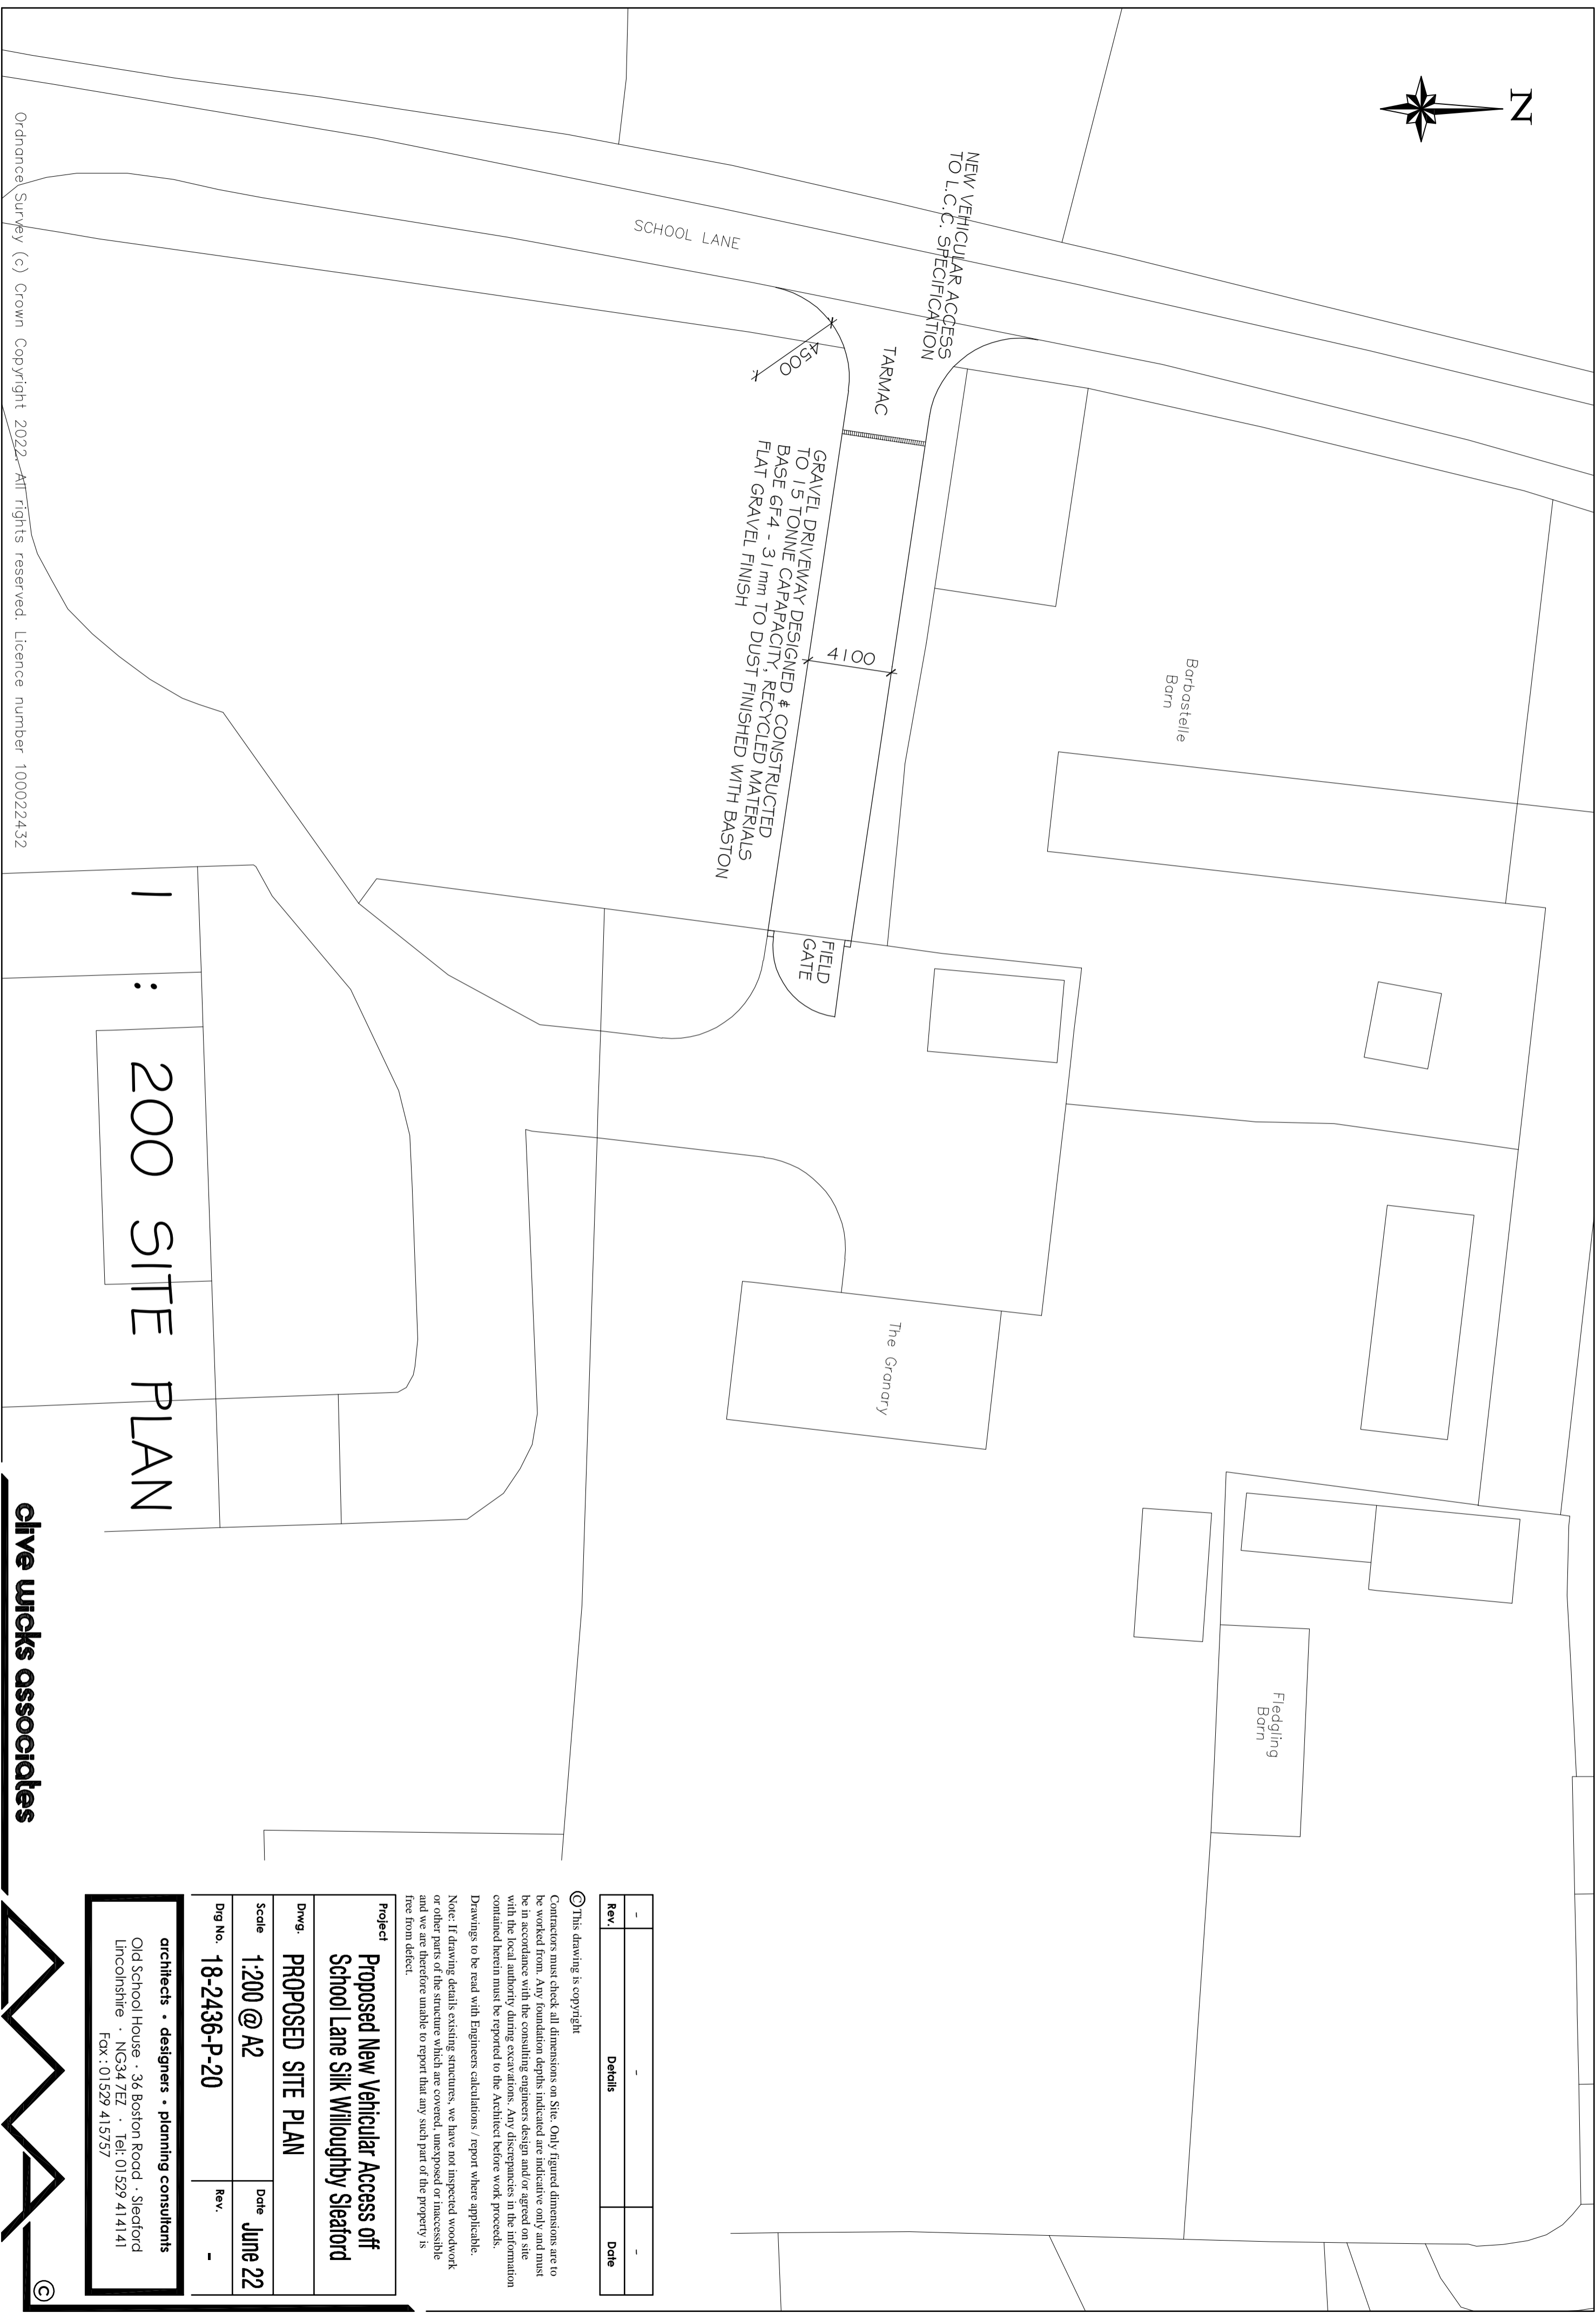 N
NEW VEHICULAR ACCESS
TO L.C.C. SPECIFICATION
SCHOOL LANE
TARMAC
4500
GRAVEL DRIVEWAY DESIGNED & CONSTRUCTED
TO 15 TONNE CAPAPACITY, RECYCLED MATERIALS
BASE 6F4 - 31mm TO DUST FINISHED WITH BASTON
FLAT GRAVEL FINISH
4100
Barbastelle
Barn
FIELD
GATE
The Granary
Fledgling
Barn
1 : 200 SITE PLAN
Ordnance Survey (c) Crown Copyright 2022. All rights reserved. Licence number 100022432
- - -
Rev. Details Date
© This drawing is copyright
Contractors must check all dimensions on Site. Only figured dimensions are to
be worked from. Any foundation depths indicated are indicative only and must
be in accordance with the consulting engineers design and/or agreed on site
with the local authority during excavations. Any discrepancies in the information
contained herein must be reported to the Architect before work proceeds.
Drawings to be read with Engineers calculations / report where applicable.
Note: If drawing details existing structures, we have not inspected woodwork
or other parts of the structure which are covered, unexposed or inaccessible
and we are therefore unable to report that any such part of the property is
free from defect.
Project Proposed New Vehicular Access off
School Lane Silk Willoughby Sleaford
Drwg. PROPOSED SITE PLAN
Scale 1:200 @ A2 Date June 22
Drg No. 18-2436-P-20 Rev. -
architects • designers • planning consultants
Old School House · 36 Boston Road · Sleaford
Lincolnshire · NG34 7EZ · Tel: 01529 414141
Fax : 01529 415757
clive wicks associates
©